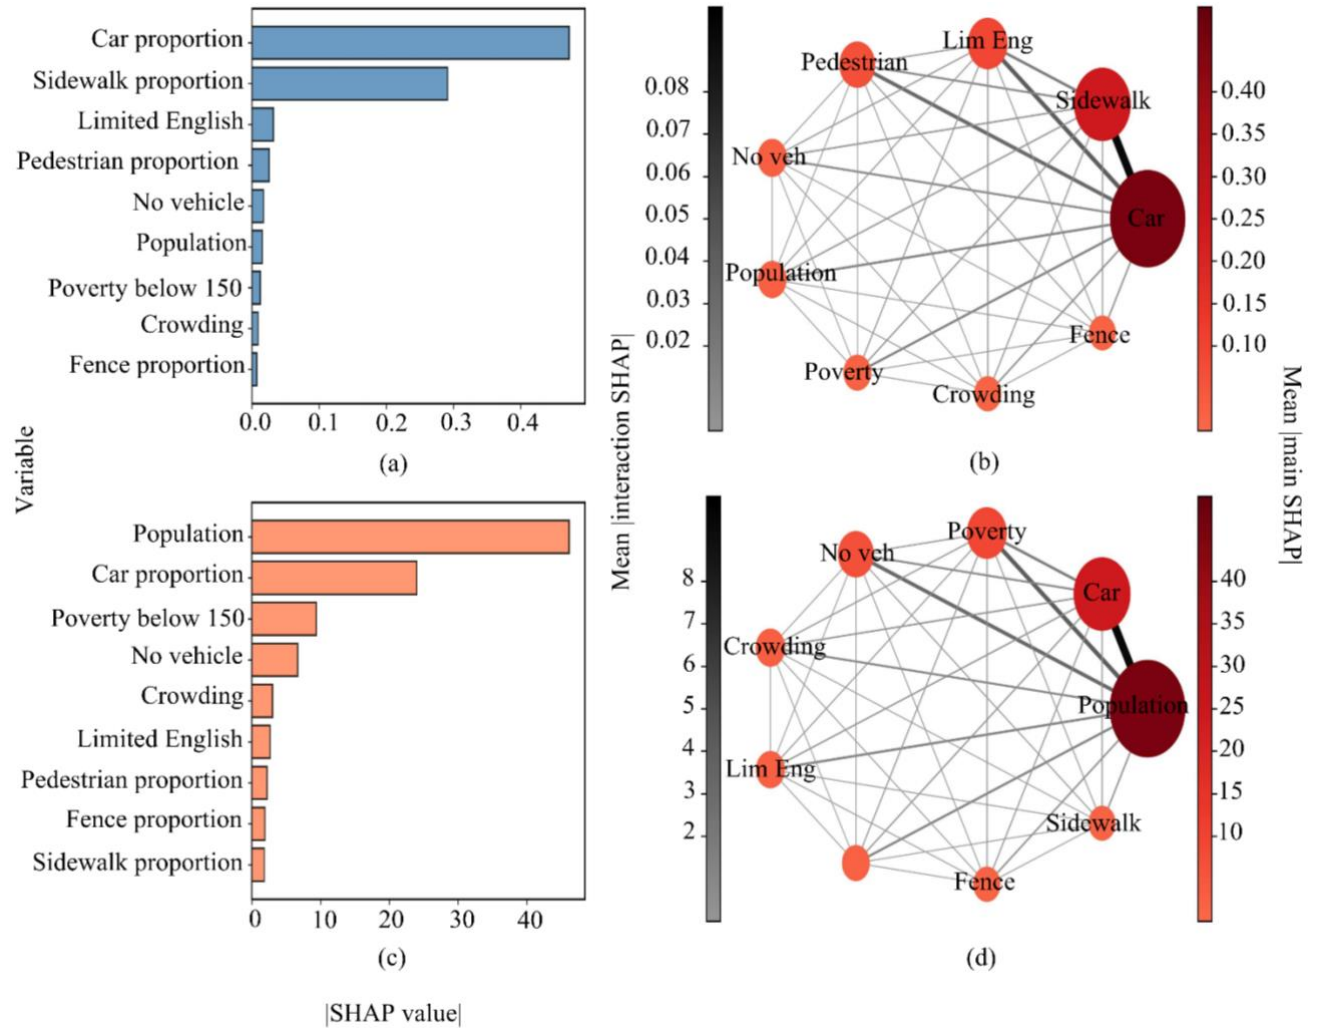 Car proportion
Sidewalk proportion
Limited English
Pedestrian proportion
No vehicle
Population
Poverty below 150
Crowding
Fence proportion
0.0 0.1 0.2 0.3 0.4
(a)
Variable
0.08
0.07
0.06
0.05
0.04
0.03
0.02
Mean |interaction SHAP|
Lim Eng
Pedestrian
Sidewalk
No veh
Car
Population
Fence
Poverty
Crowding
(b)
0.40
0.35
0.30
0.25
0.20
0.15
0.10
Mean |main SHAP|
Population
Car proportion
Poverty below 150
No vehicle
Crowding
Limited English
Pedestrian proportion
Fence proportion
Sidewalk proportion
0 10 20 30 40
(c)
|SHAP value|
8
7
6
5
4
3
2
Poverty
No veh
Car
Crowding
Population
Lim Eng
Sidewalk
Fence
(d)
40
35
30
25
20
15
10